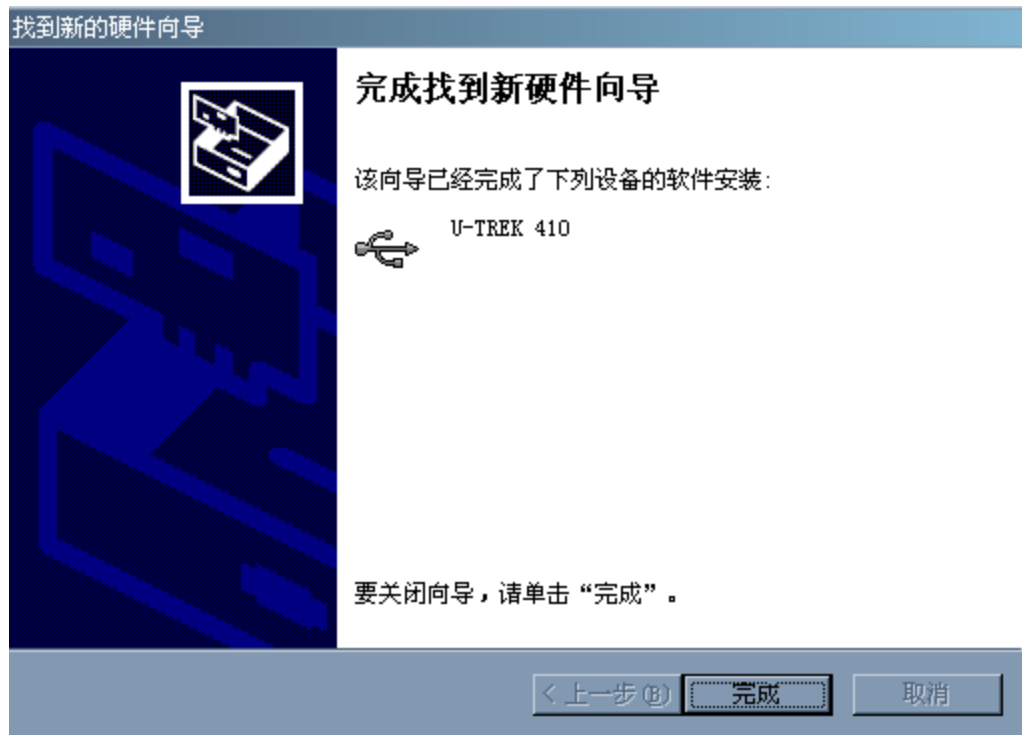 找到新的硬件向导
完成找到新硬件向导
该向导已经完成了下列设备的软件安装:
U-TREK 410
要关闭向导，请单击“完成”。
< 上一步(B)
完成
取消